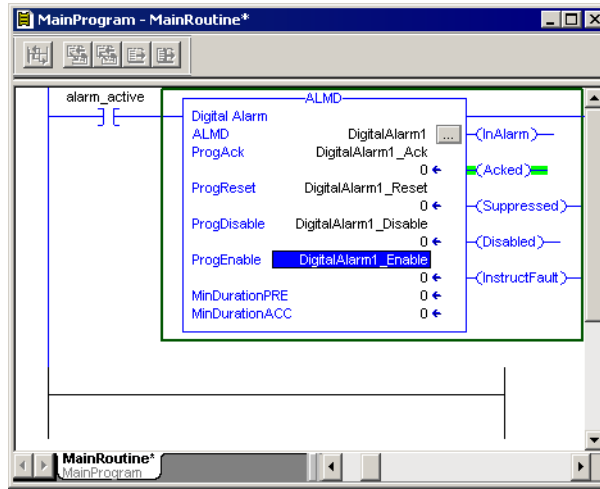 MainProgram - MainRoutine*
alarm_active
ALMD
Digital Alarm
ALMD DigitalAlarm1 ... (InAlarm)
ProgAck DigitalAlarm1_Ack
0 (Acked)
ProgReset DigitalAlarm1_Reset
0 (Suppressed)
ProgDisable DigitalAlarm1_Disable
0 (Disabled)
ProgEnable DigitalAlarm1_Enable
0 (InstructFault)
MinDurationPRE 0
MinDurationACC 0
MainRoutine*
MainProgram